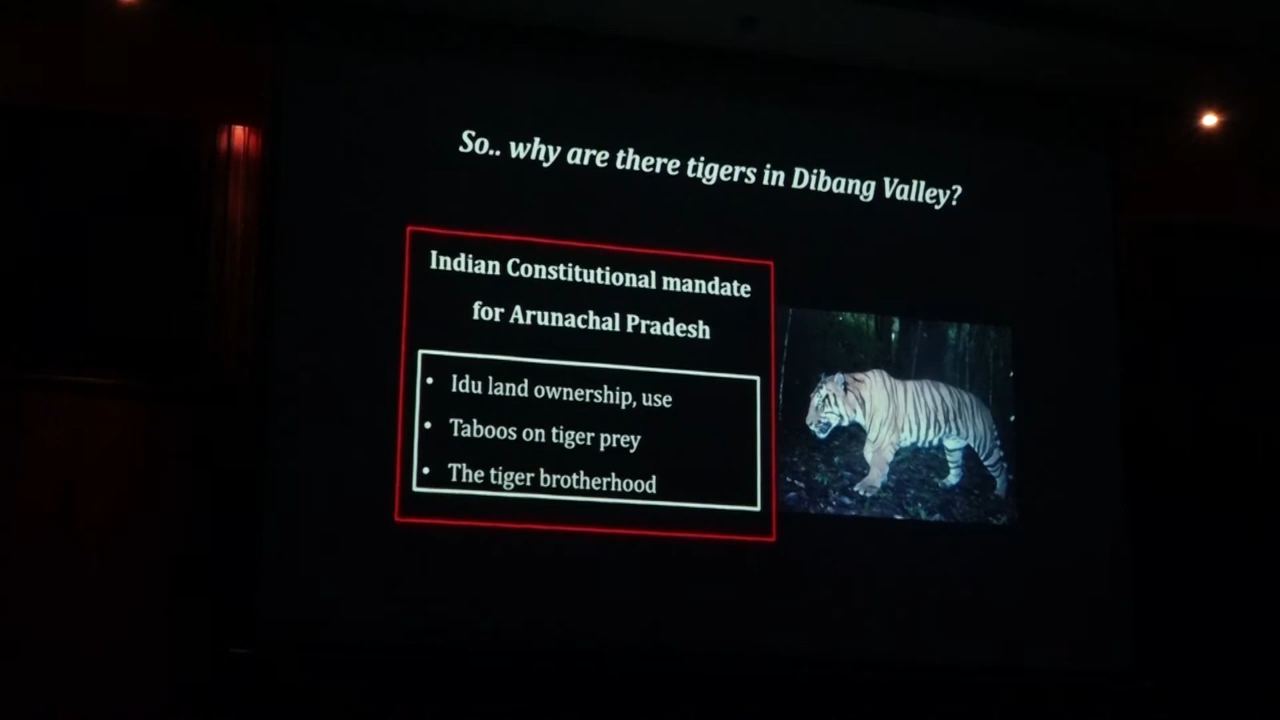 So.. why are there tigers in Dibang Valley?
Indian Constitutional mandate
for Arunachal Pradesh
• Idu land ownership, use
• Taboos on tiger prey
• The tiger brotherhood